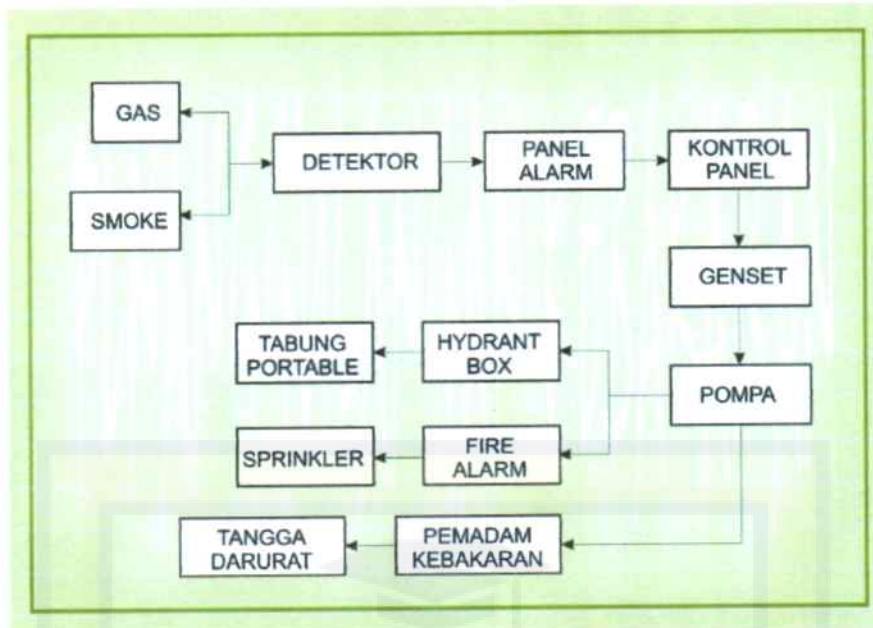 GAS
SMOKE
DETEKTOR
PANEL
ALARM
KONTROL
PANEL
GENSET
POMPA
HYDRANT
BOX
TABUNG
PORTABLE
FIRE
ALARM
SPRINKLER
PEMADAM
KEBAKARAN
TANGGA
DARURAT